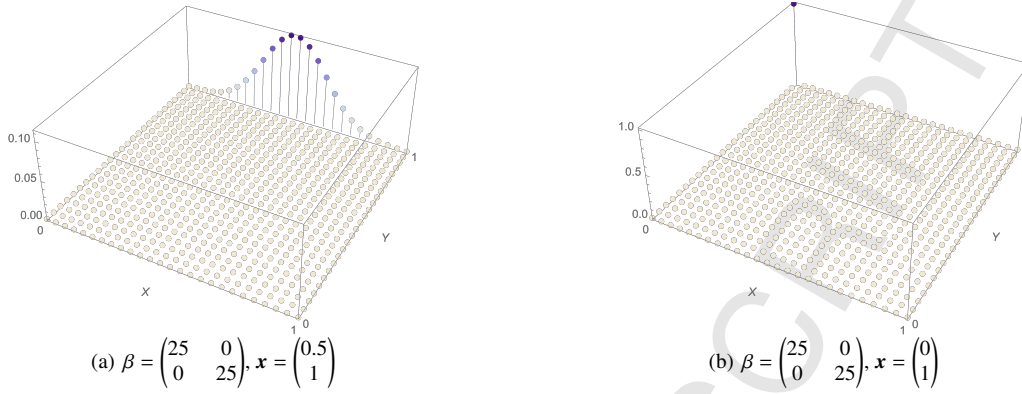 0.10
0.05
0.00
0
X
1
0
Y
1
1.0
0.5
0.0
0
X
1
0
Y
1
(a) β = (25 0
0 25), x = (0.5
1)
(b) β = (25 0
0 25), x = (0
1)
SCRIPT